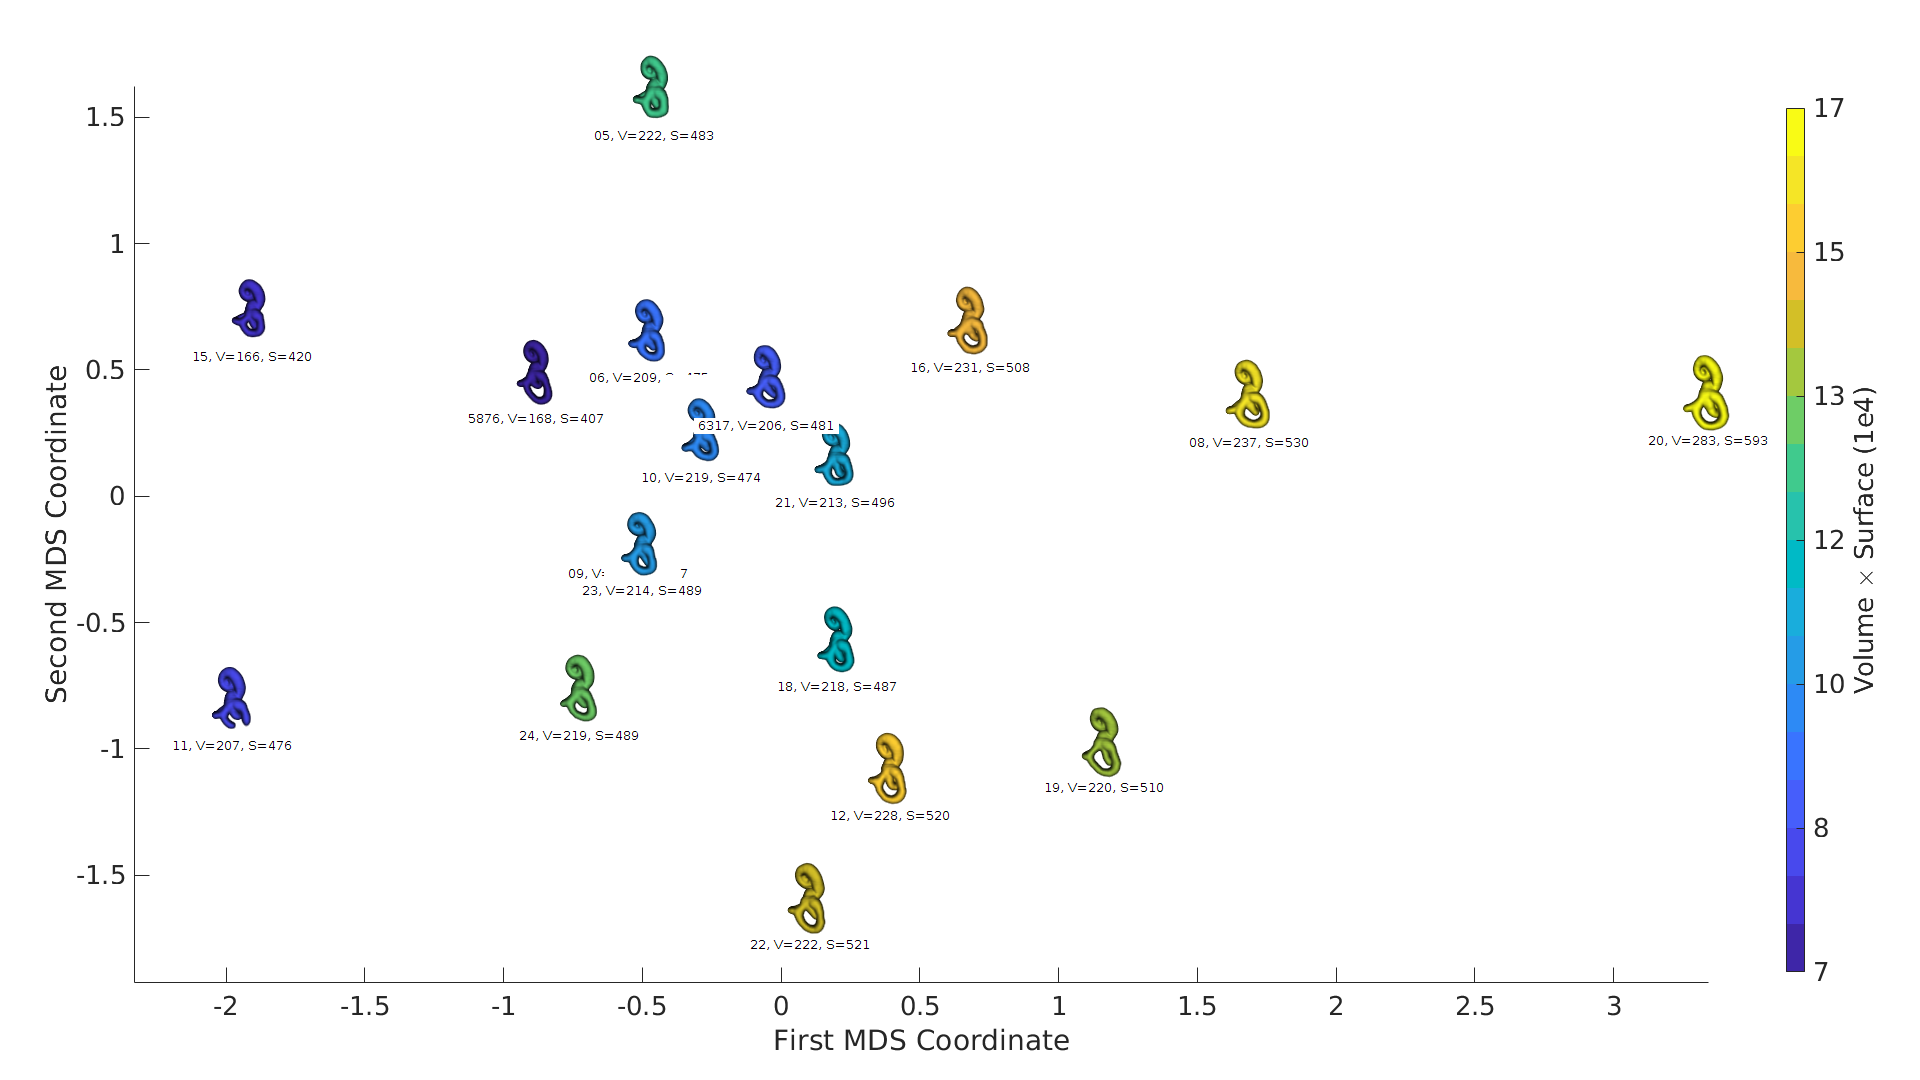 05, V=222, S=483
15, V=166, S=420
5876, V=168, S=407
06, V=209,
16, V=231, S=508
6317, V=206, S=481
08, V=237, S=530
20, V=283, S=593
10, V=219, S=474
21, V=213, S=496
09, V=
7
23, V=214, S=489
18, V=218, S=487
11, V=207, S=476
24, V=219, S=489
19, V=220, S=510
12, V=228, S=520
22, V=222, S=521
1.5
1
0.5
0
-0.5
-1
-1.5
Second MDS Coordinate
-2
-1.5
-1
-0.5
0
0.5
1
1.5
2
2.5
3
First MDS Coordinate
17
15
13
12
10
8
7
Volume × Surface (1e4)